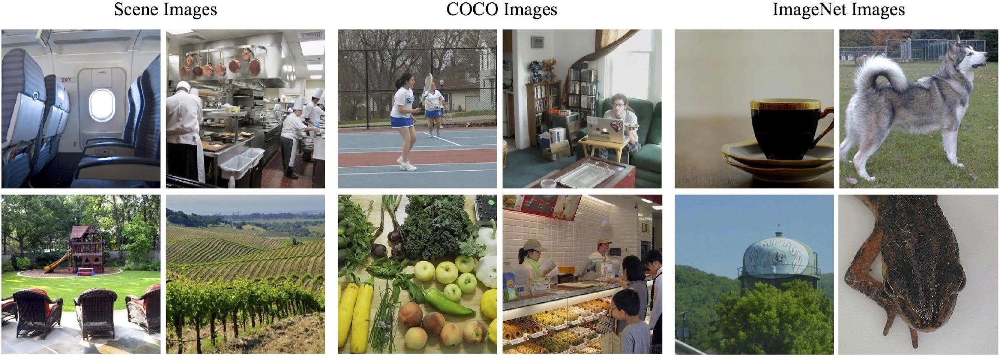 Scene Images
COCO Images
ImageNet Images
EXIT
HAMPTON